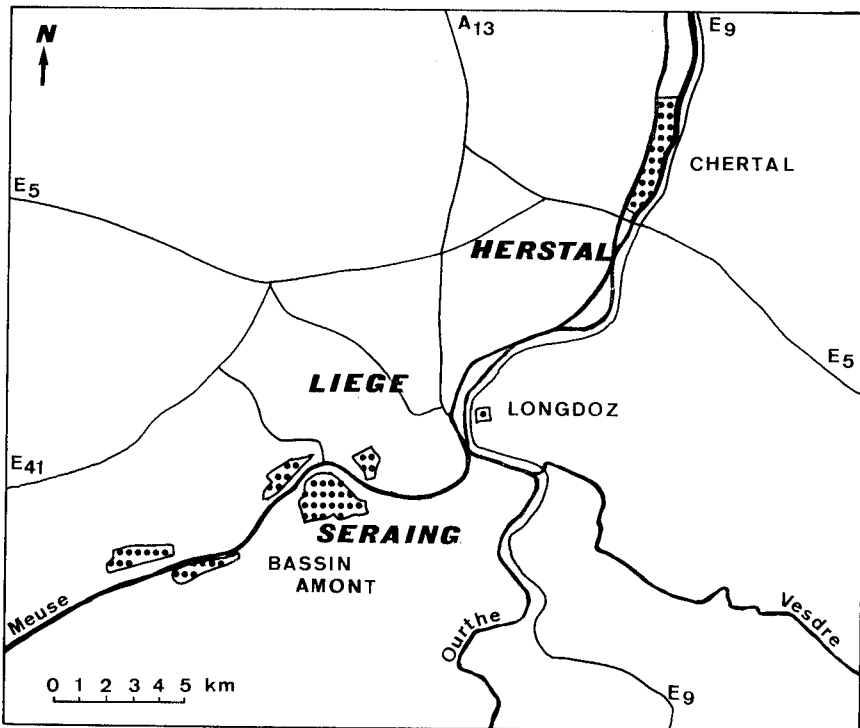 N
A13
E9
CHERTAL
E5
HERSTAL
E5
LIEGE
LONGDOZ
E41
SERAING
BASSIN
AMONT
Meuse
Ourthe
Vesdre
E9
0 1 2 3 4 5 km